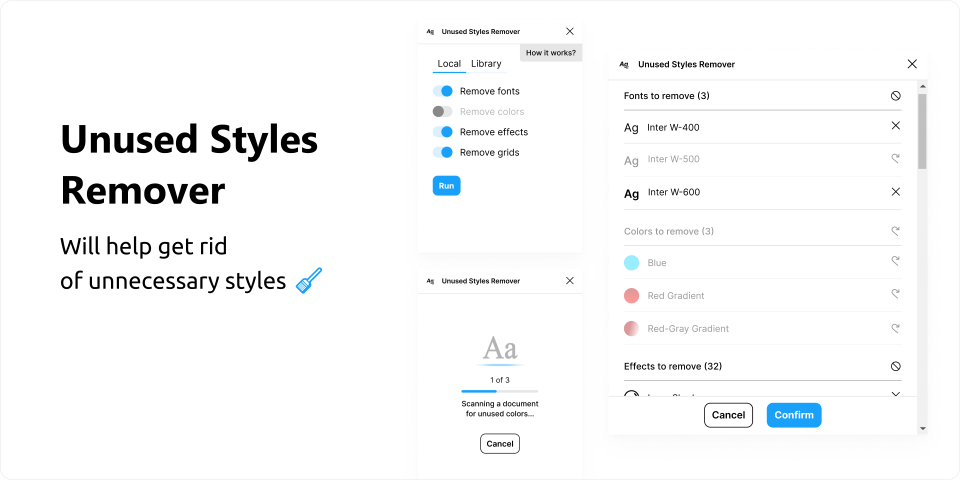 Unused Styles
Remover
Will help get rid
of unnecessary styles
Ag Unused Styles Remover
How it works?
Local Library
Remove fonts
Remove colors
Remove effects
Remove grids
Run
Ag Unused Styles Remover
Aa
1 of 3
Scanning a document
for unused colors...
Cancel
Ag Unused Styles Remover
Fonts to remove (3)
Ag Inter W-400
Ag Inter W-500
Ag Inter W-600
Colors to remove (3)
Blue
Red Gradient
Red-Gray Gradient
Effects to remove (32)
Cancel
Confirm